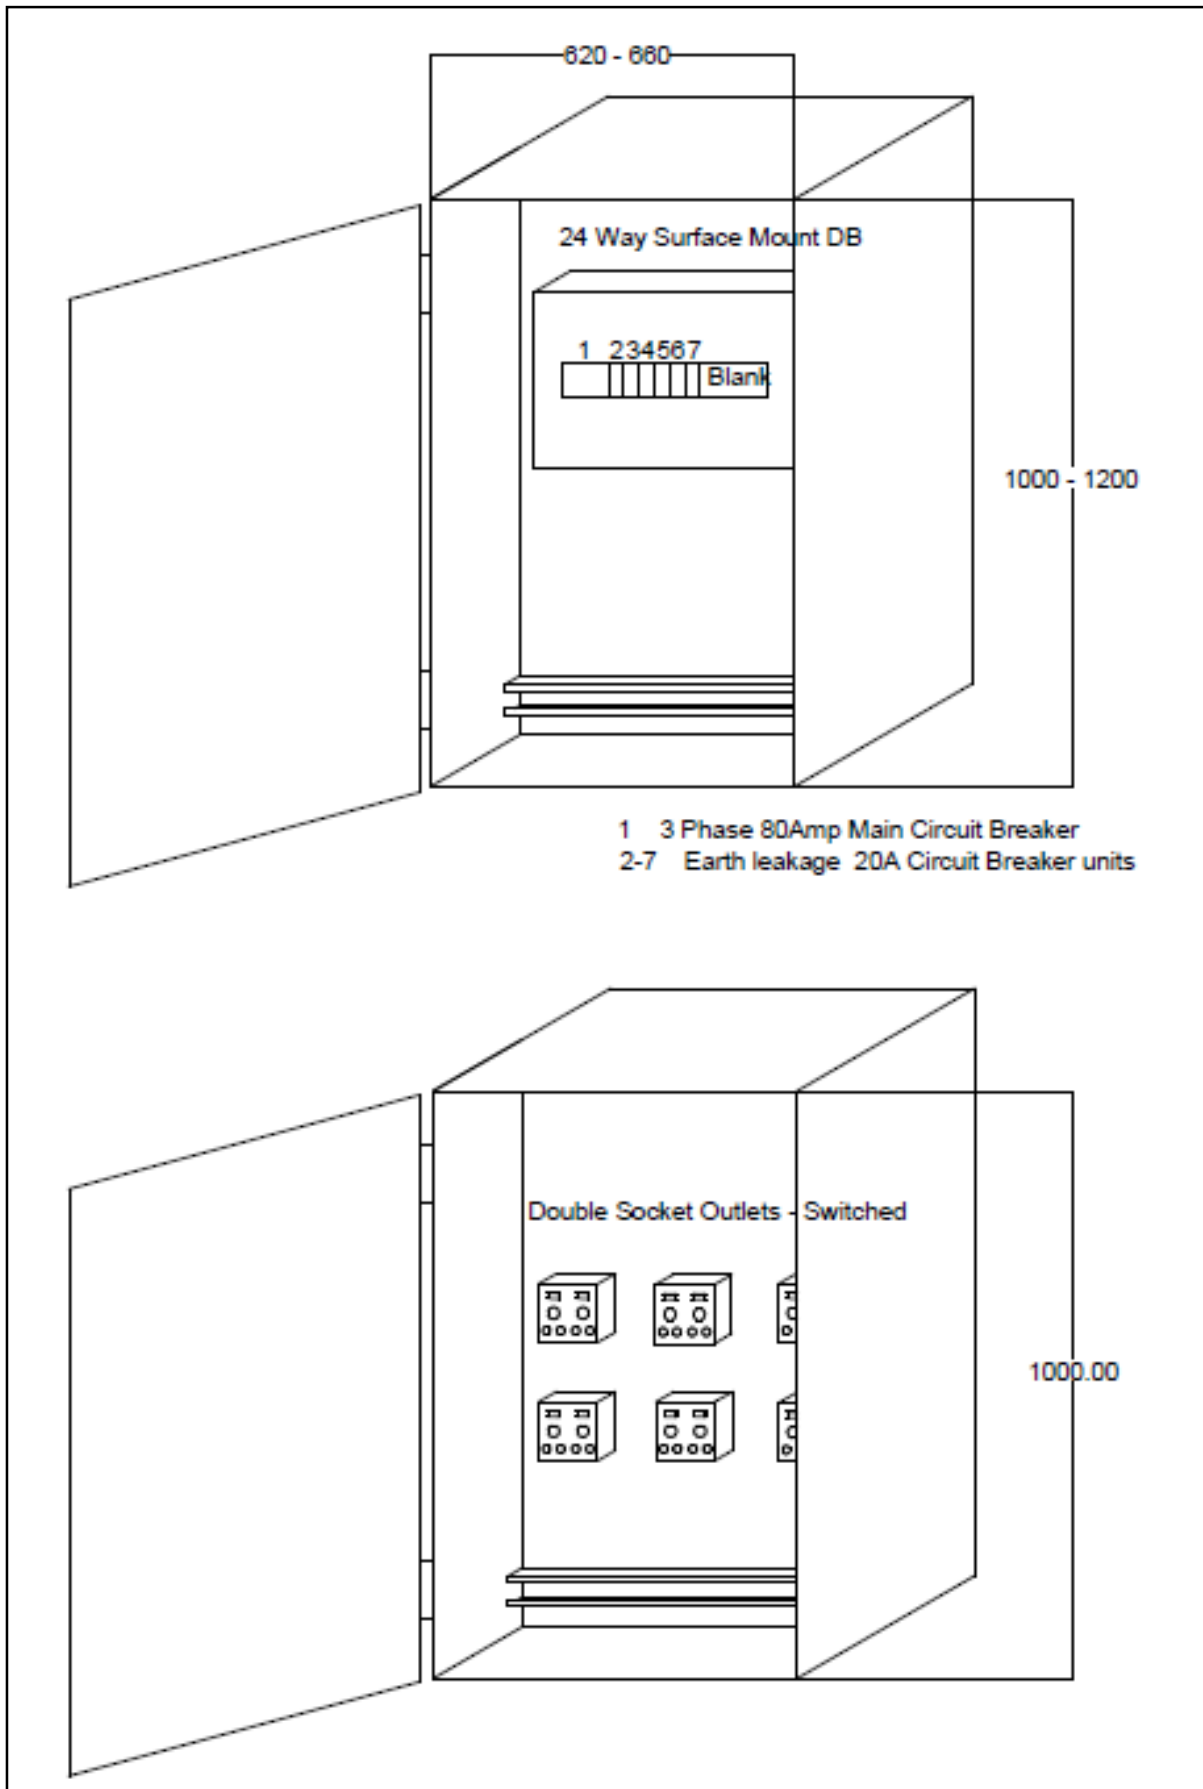 620 - 660
24 Way Surface Mount DB
1 234567
Blank
1000 - 1200
1 3 Phase 80Amp Main Circuit Breaker
2-7 Earth leakage 20A Circuit Breaker units
Double Socket Outlets - Switched
1000.00